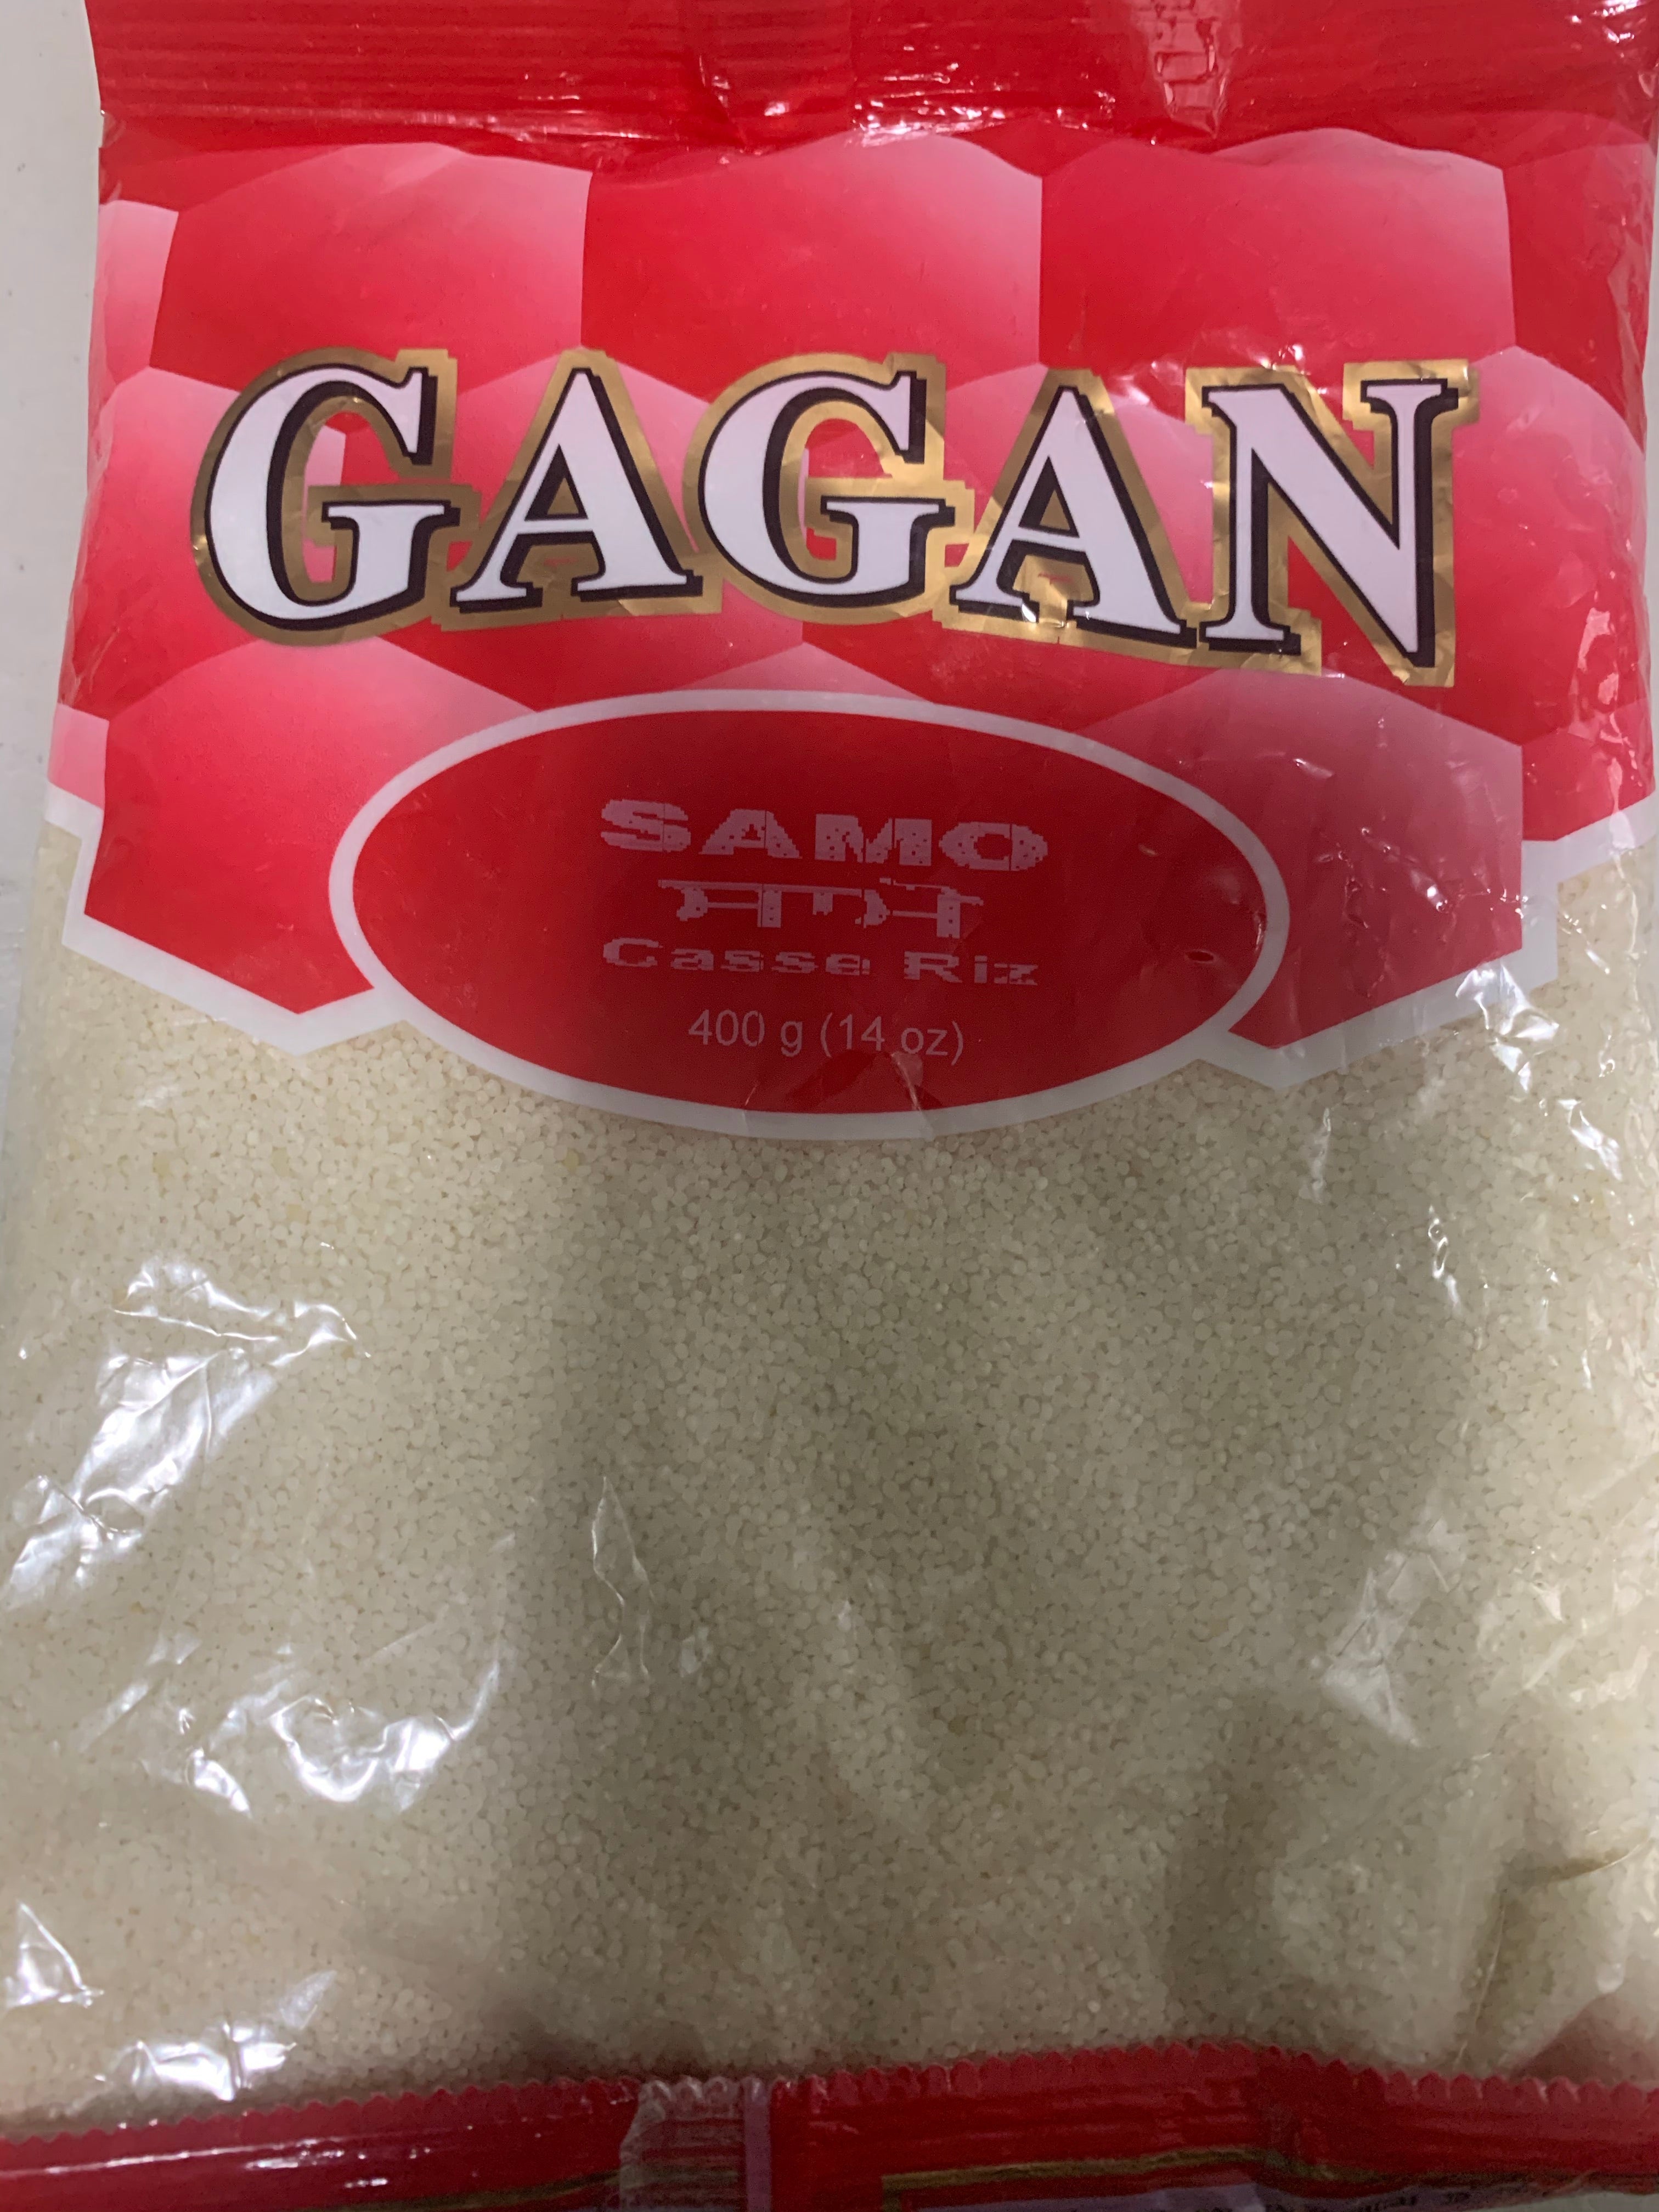 GAGAN
SAMO
सामो
Casse Riz
400 g (14 oz)